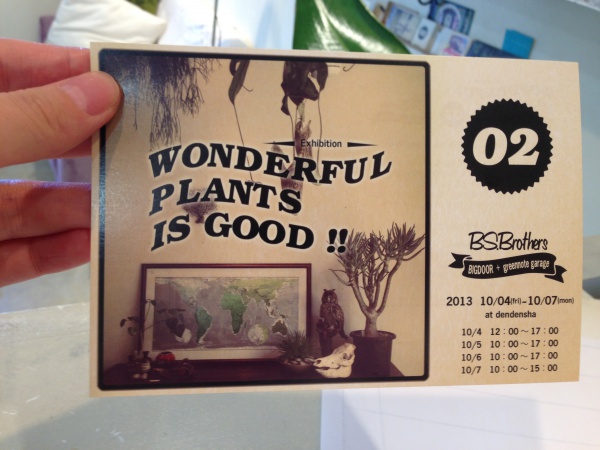 Exhibition
WONDERFUL
PLANTS
IS GOOD !!
02
B.S.Brothers
BIGDOOR + greennote garage
2013 10/04(fri)-10/07(mon)
at dendensha
10/4 12:00〜17:00
10/5 10:00〜17:00
10/6 10:00〜17:00
10/7 10:00〜15:00